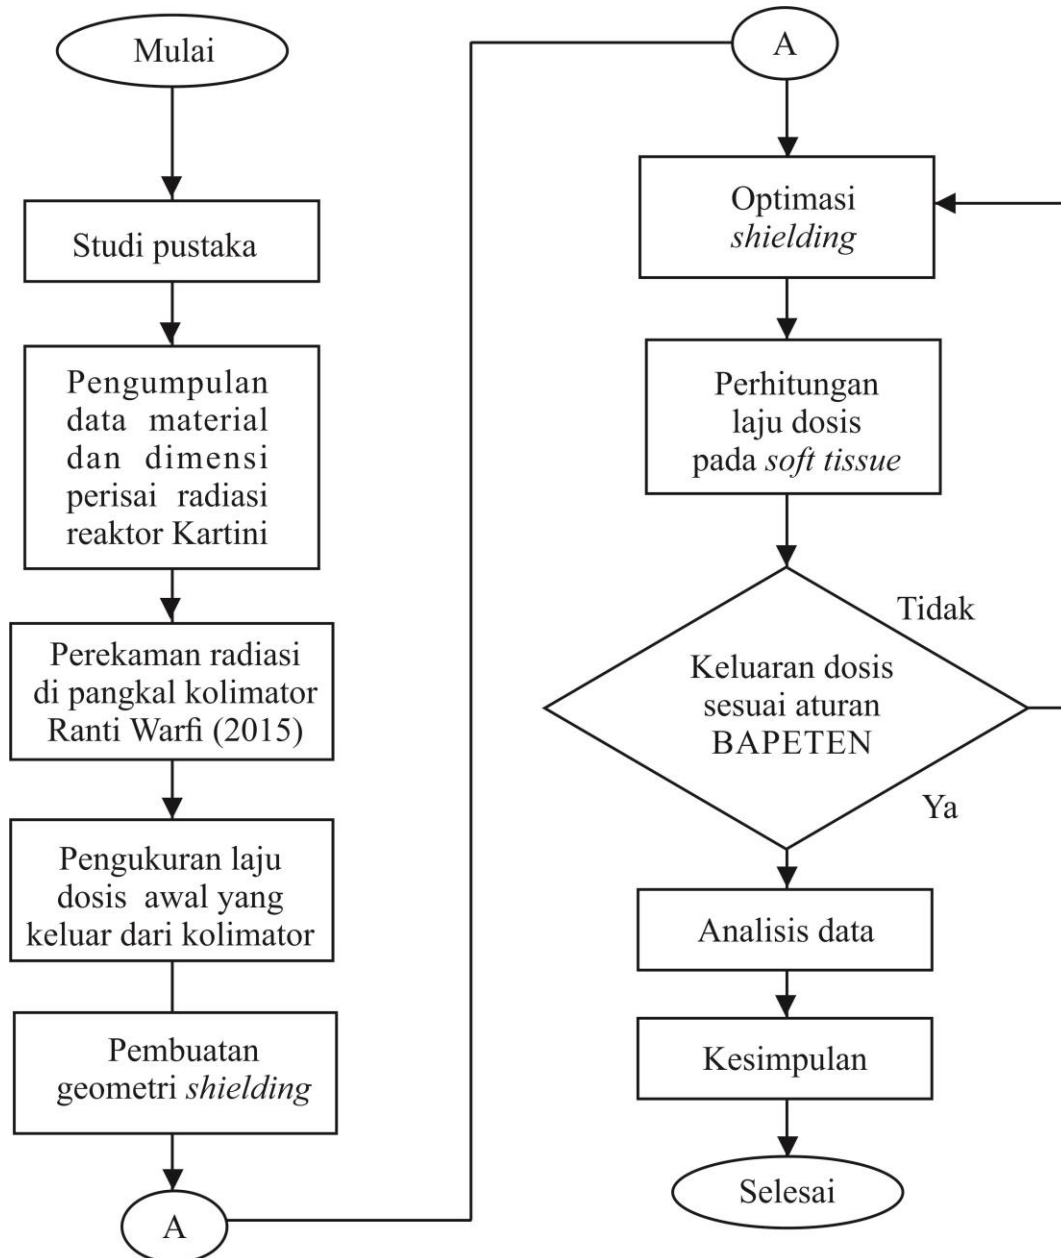 Mulai
Studi pustaka
Pengumpulan
data material
dan dimensi
perisai radiasi
reaktor Kartini
Perekaman radiasi
di pangkal kolimator
Ranti Warfi (2015)
Pengukuran laju
dosis awal yang
keluar dari kolimator
Pembuatan
geometri shielding
A
A
Optimasi
shielding
Perhitungan
laju dosis
pada soft tissue
Tidak
Keluaran dosis
sesuai aturan
BAPETEN
Ya
Analisis data
Kesimpulan
Selesai